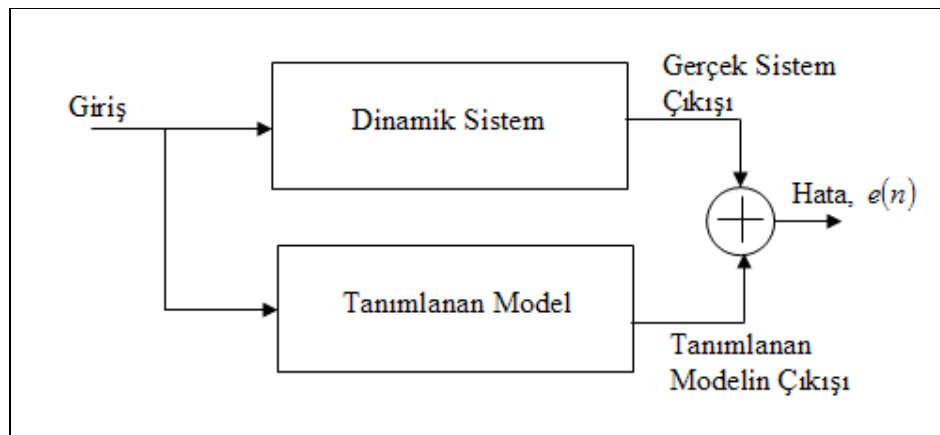 Giriş
Dinamik Sistem
Gerçek Sistem
Çıkışı
Hata, e(n)
Tanımlanan Model
Tanımlanan
Modelin Çıkışı